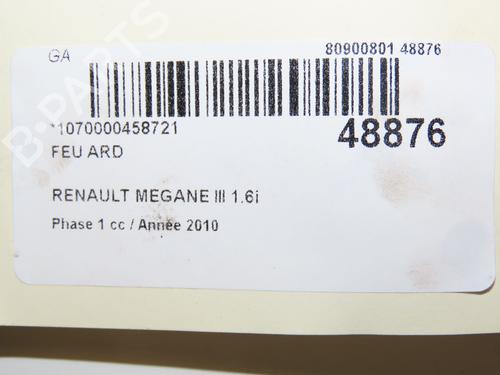 GA
80900801 48876
*1070000458721
48876
FEU ARD
RENAULT MEGANE III 1.6i
Phase 1 cc / Année 2010
B-PARTS